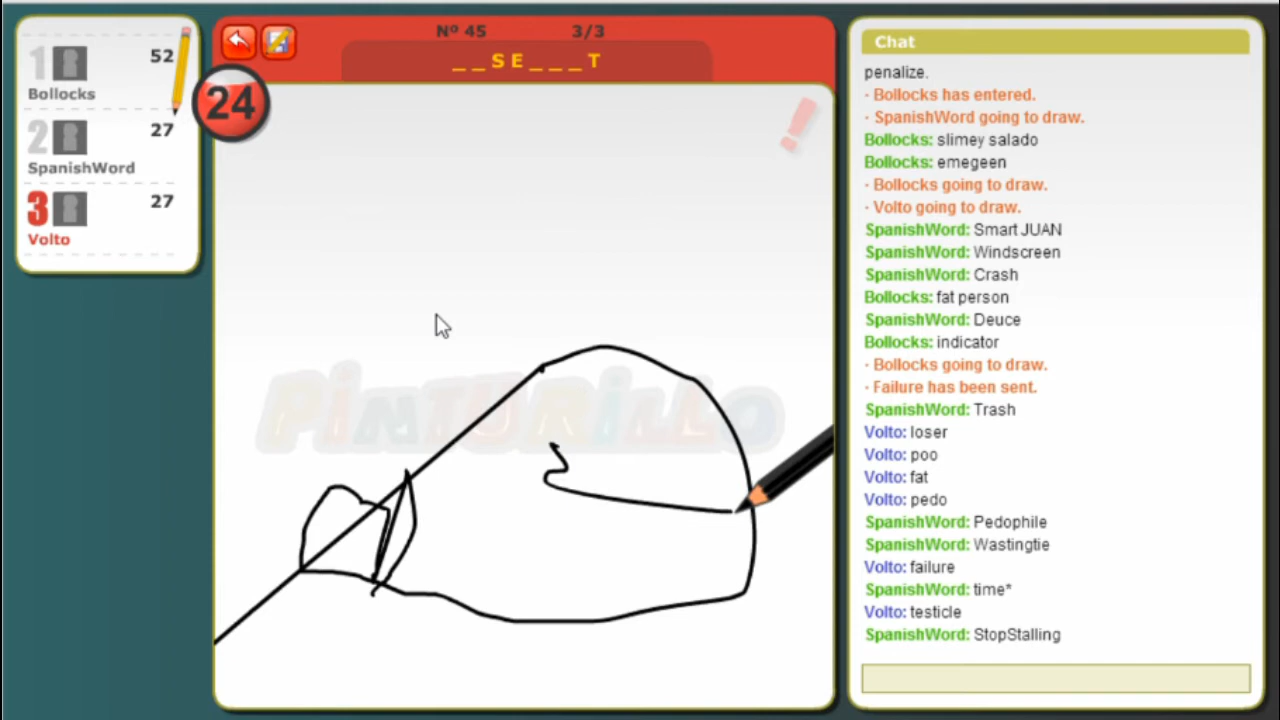 1
52
Bollocks
2
27
SpanishWord
3
27
Volto
24
Nº 45 3/3
_ _ S E _ _ _ T
!
PinTURiLLO
Chat
penalize.
· Bollocks has entered.
· SpanishWord going to draw.
Bollocks: slimey salado
Bollocks: emegeen
· Bollocks going to draw.
· Volto going to draw.
SpanishWord: Smart JUAN
SpanishWord: Windscreen
SpanishWord: Crash
Bollocks: fat person
SpanishWord: Deuce
Bollocks: indicator
· Bollocks going to draw.
· Failure has been sent.
SpanishWord: Trash
Volto: loser
Volto: poo
Volto: fat
Volto: pedo
SpanishWord: Pedophile
SpanishWord: Wastingtie
Volto: failure
SpanishWord: time*
Volto: testicle
SpanishWord: StopStalling